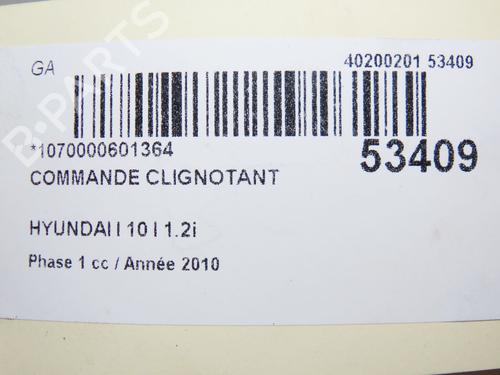 GA
40200201 53409
*1070000601364
53409
COMMANDE CLIGNOTANT
HYUNDAI I 10 I 1.2i
Phase 1 cc / Année 2010
B-PARTS